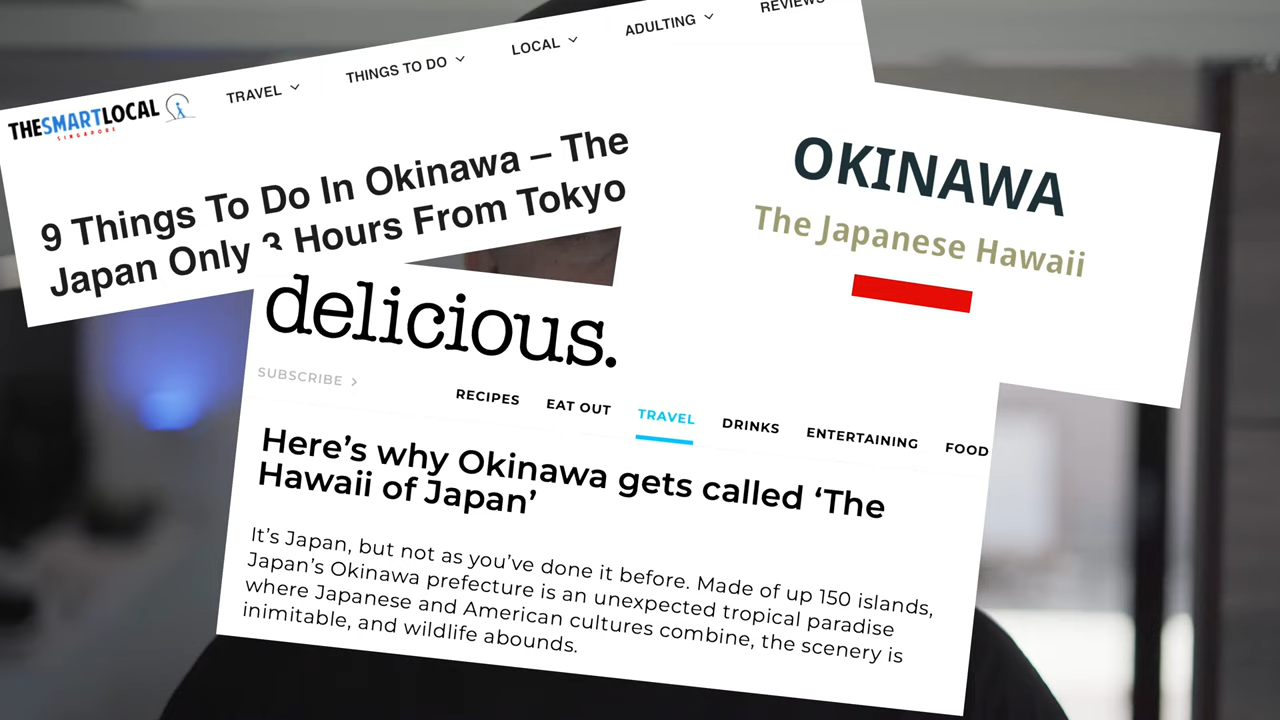 THESMARTLOCAL
SINGAPORE
TRAVEL
THINGS TO DO
LOCAL
ADULTING
REVIEWS
9 Things To Do In Okinawa – The
Japan Only 3 Hours From Tokyo
OKINAWA
The Japanese Hawaii
delicious.
SUBSCRIBE >
RECIPES
EAT OUT
TRAVEL
DRINKS
ENTERTAINING
FOOD
Here’s why Okinawa gets called ‘The
Hawaii of Japan’
It’s Japan, but not as you’ve done it before. Made of up 150 islands,
Japan’s Okinawa prefecture is an unexpected tropical paradise
where Japanese and American cultures combine, the scenery is
inimitable, and wildlife abounds.